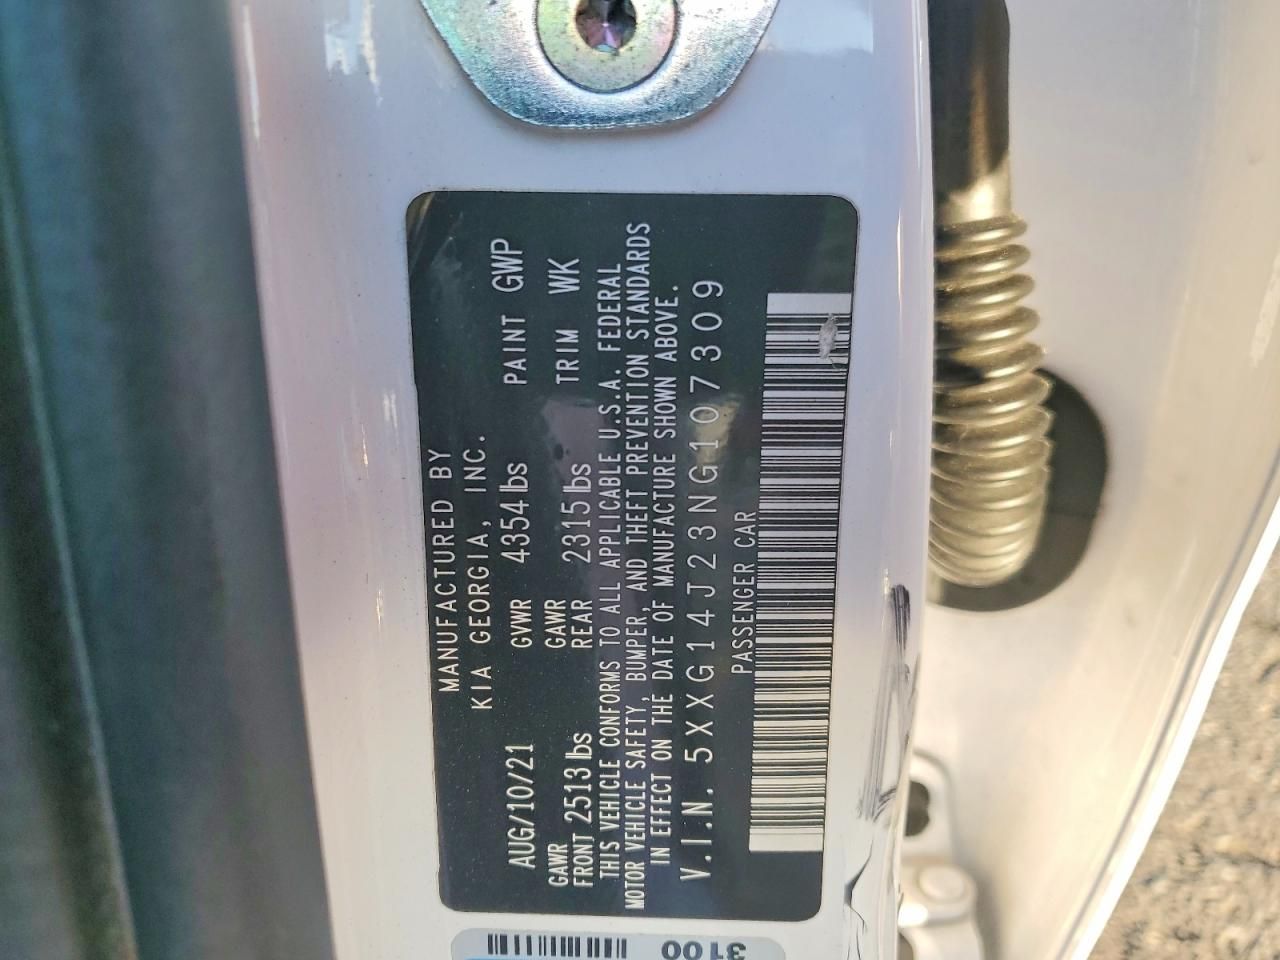 MANUFACTURED BY
KIA GEORGIA, INC.
AUG/10/21 GVWR 4354 lbs PAINT GWP
GAWR GAWR
FRONT 2513 lbs REAR 2315 lbs TRIM WK
THIS VEHICLE CONFORMS TO ALL APPLICABLE U.S.A. FEDERAL
MOTOR VEHICLE SAFETY, BUMPER, AND THEFT PREVENTION STANDARDS
IN EFFECT ON THE DATE OF MANUFACTURE SHOWN ABOVE.
V.I.N. 5XXG14J23NG107309
PASSENGER CAR
3100